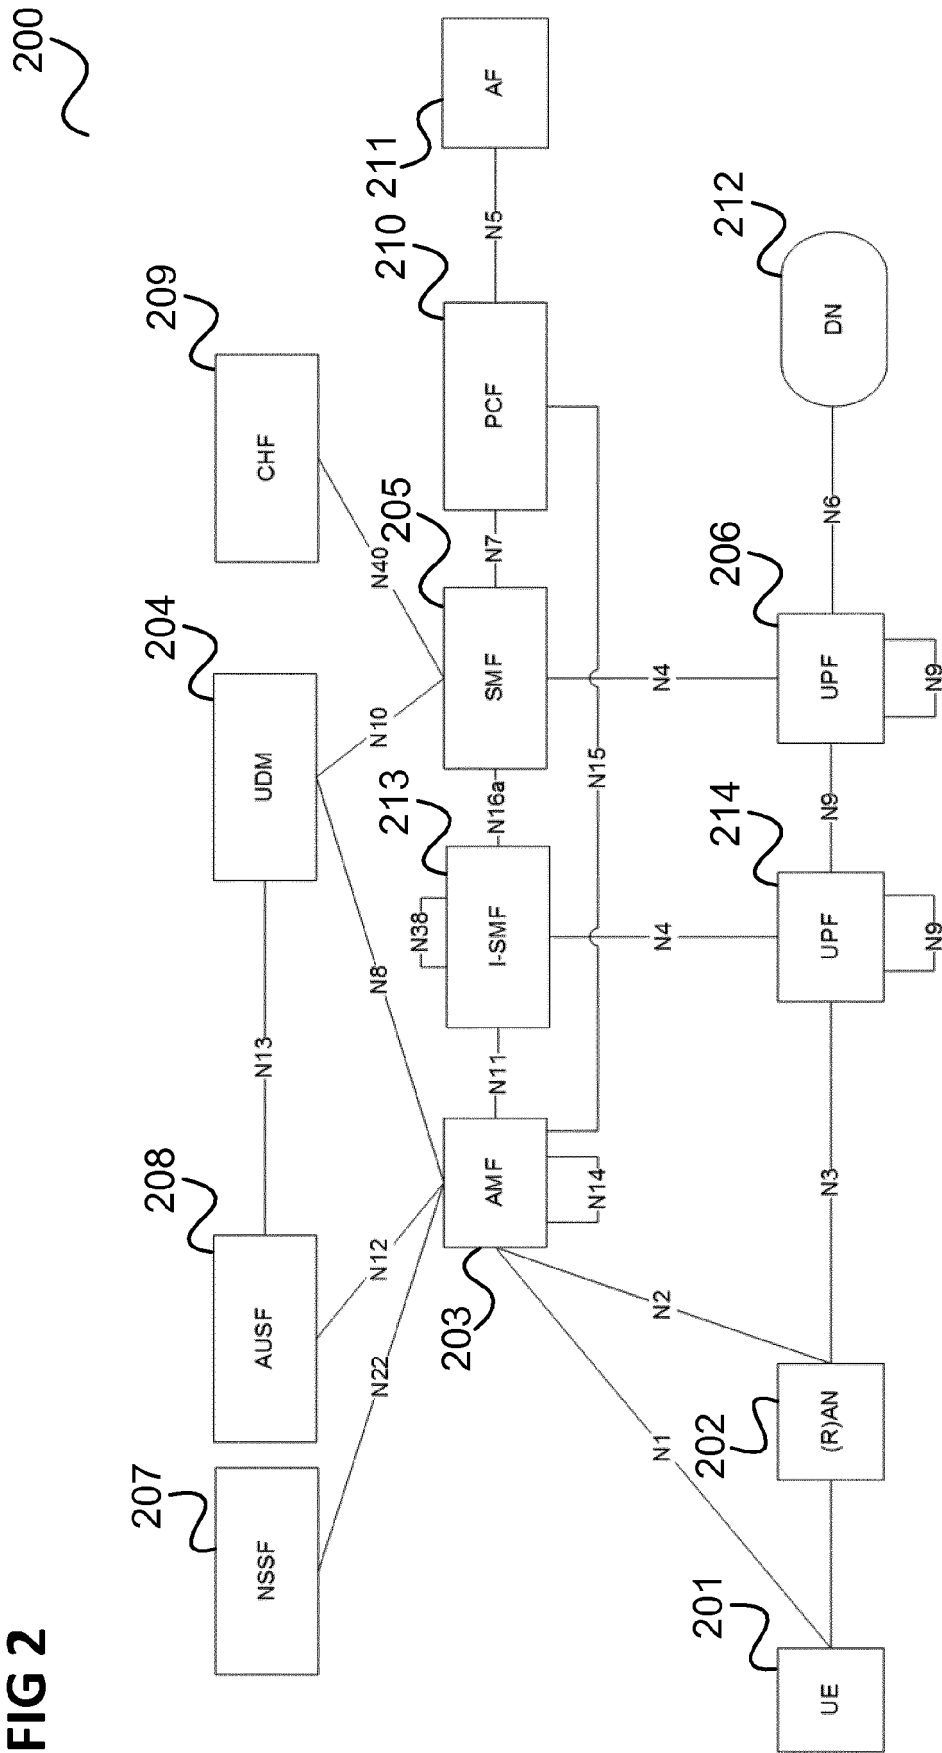 FIG 2
200
207
208
204
209
NSSF
AUSF
N13
UDM
CHF
N22
N12
N8
N10
N40
203
213
205
210
211
N38
AMF
N11
I-SMF
N16a
SMF
N7
PCF
N5
AF
N14
N15
N1
N2
N4
N4
201
202
214
206
212
UE
(R)AN
N3
UPF
N9
UPF
N6
DN
N9
N9